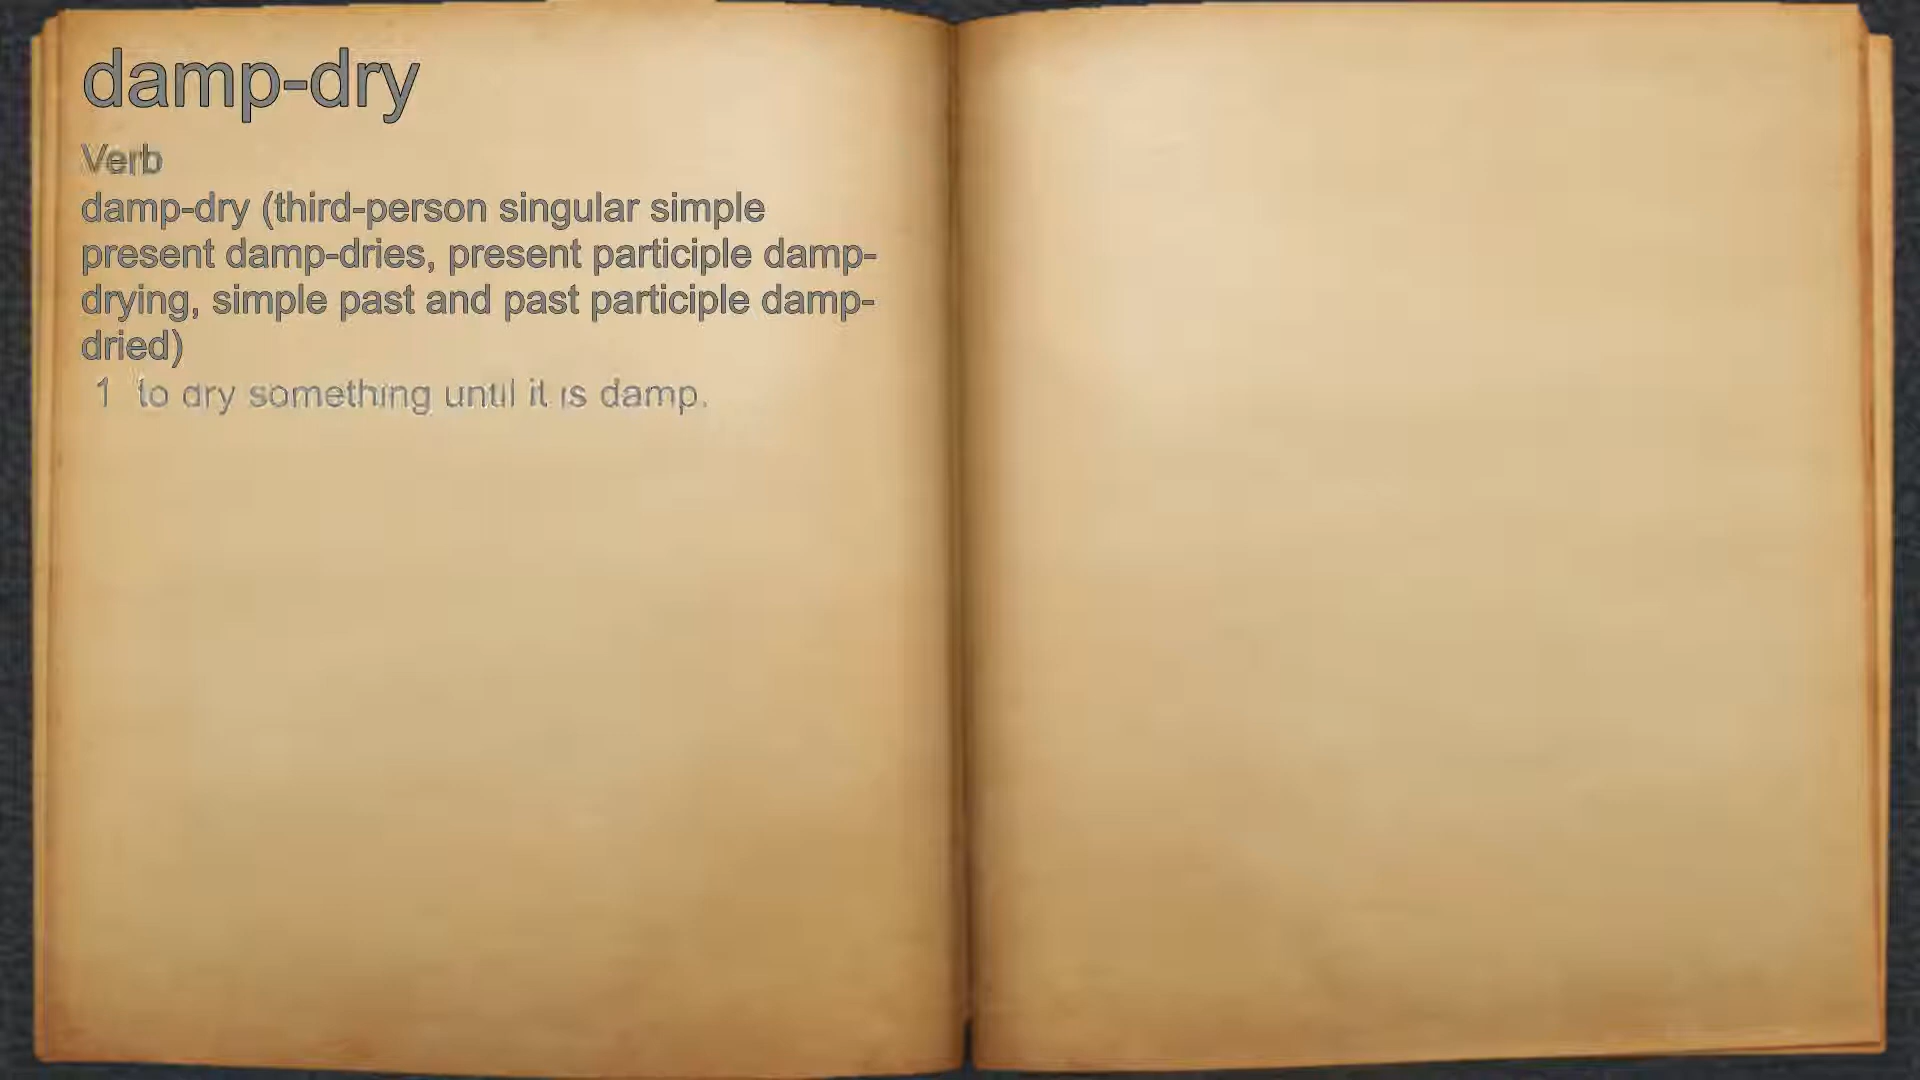 damp-dry
Verb
damp-dry (third-person singular simple
present damp-dries, present participle damp-
drying, simple past and past participle damp-
dried)
1 to dry something until it is damp.